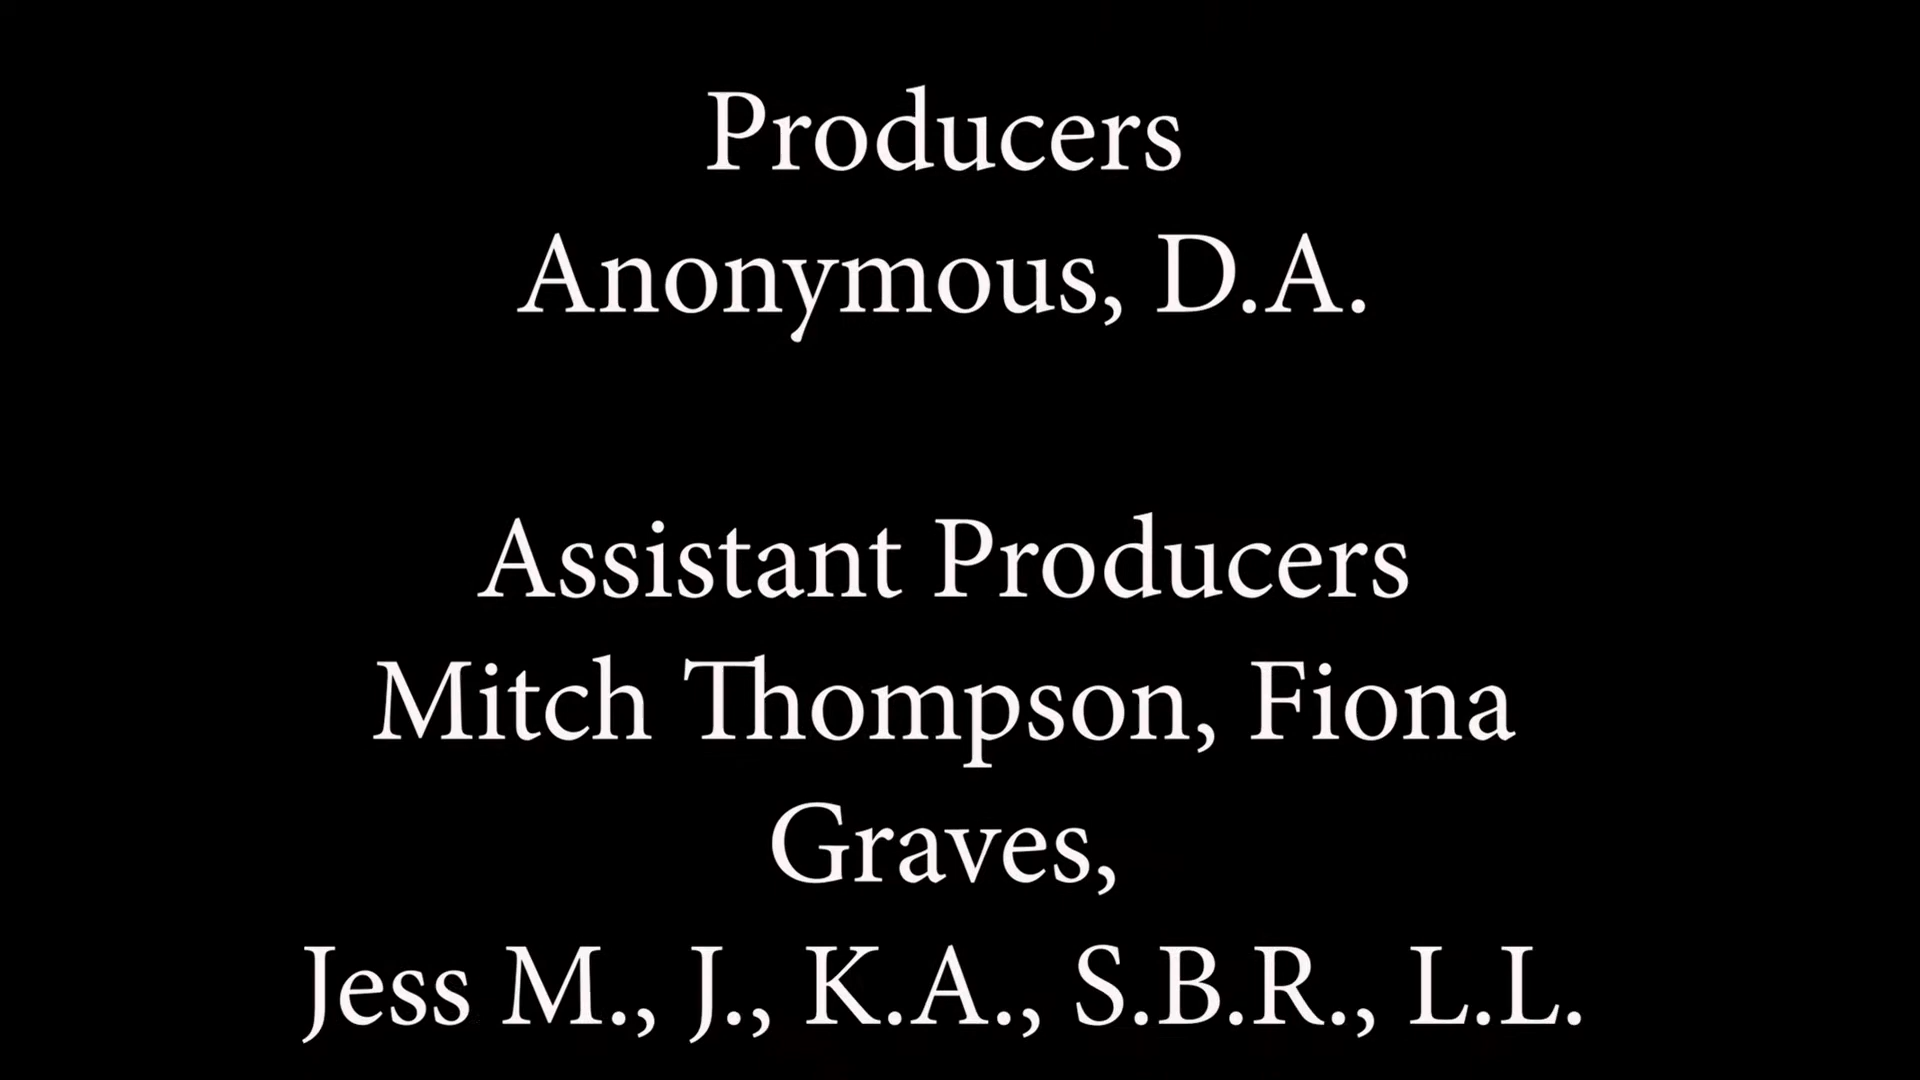 Producers
Anonymous, D.A.
Assistant Producers
Mitch Thompson, Fiona
Graves,
Jess M., J., K.A., S.B.R., L.L.